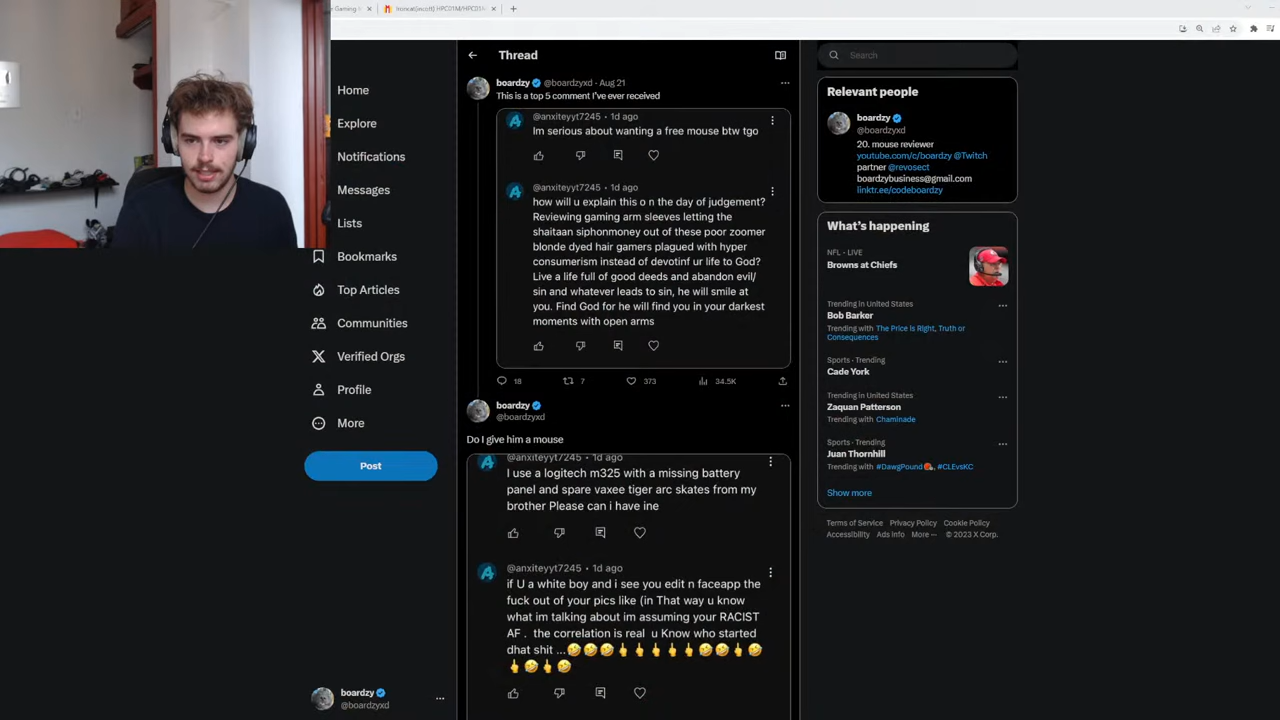 Ironcat(incott) HPC01M/HPC01M
Home
Explore
Notifications
Messages
Lists
Bookmarks
Top Articles
Communities
Verified Orgs
Profile
More
Post
boardzy
@boardzyxd
Thread
boardzy @boardzyxd · Aug 21
This is a top 5 comment I've ever received
@anxiteyyt7245 • 1d ago
Im serious about wanting a free mouse btw tgo
@anxiteyyt7245 • 1d ago
how will u explain this o n the day of judgement?
Reviewing gaming arm sleeves letting the
shaitaan siphonmoney out of these poor zoomer
blonde dyed hair gamers plagued with hyper
consumerism instead of devotinf ur life to God?
Live a life full of good deeds and abandon evil/
sin and whatever leads to sin, he will smile at
you. Find God for he will find you in your darkest
moments with open arms
18 7 373 34.5K
boardzy
@boardzyxd
Do I give him a mouse
@anxiteyyt7245 • 1d ago
I use a logitech m325 with a missing battery
panel and spare vaxee tiger arc skates from my
brother Please can i have ine
@anxiteyyt7245 • 1d ago
if U a white boy and i see you edit n faceapp the
fuck out of your pics like (in That way u know
what im talking about im assuming your RACIST
AF . the correlation is real u Know who started
dhat shit ...🤣🤣🤣👆👆👆👆👆🤣🤣👆🤣
👆🤣👆🤣
Search
Relevant people
boardzy
@boardzyxd
20. mouse reviewer
youtube.com/c/boardzy @Twitch
partner @revosect
boardzybusiness@gmail.com
linktr.ee/codeboardzy
What's happening
NFL · LIVE
Browns at Chiefs
Trending in United States
Bob Barker
Trending with The Price is Right, Truth or
Consequences
Sports · Trending
Cade York
Trending in United States
Zaquan Patterson
Trending with Chaminade
Sports · Trending
Juan Thornhill
Trending with #DawgPound, #CLEvsKC
Show more
Terms of Service Privacy Policy Cookie Policy
Accessibility Ads info More ··· © 2023 X Corp.